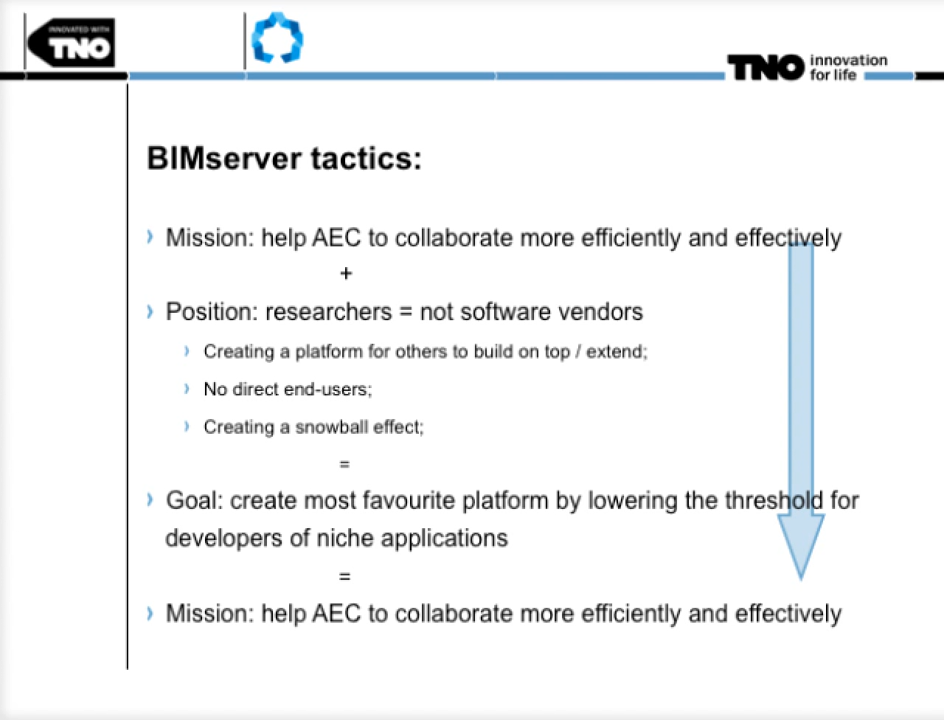 INNOVATED WITH
TNO
TNO innovation
for life
BIMserver tactics:
› Mission: help AEC to collaborate more efficiently and effectively
+
› Position: researchers = not software vendors
› Creating a platform for others to build on top / extend;
› No direct end-users;
› Creating a snowball effect;
=
› Goal: create most favourite platform by lowering the threshold for
developers of niche applications
=
› Mission: help AEC to collaborate more efficiently and effectively